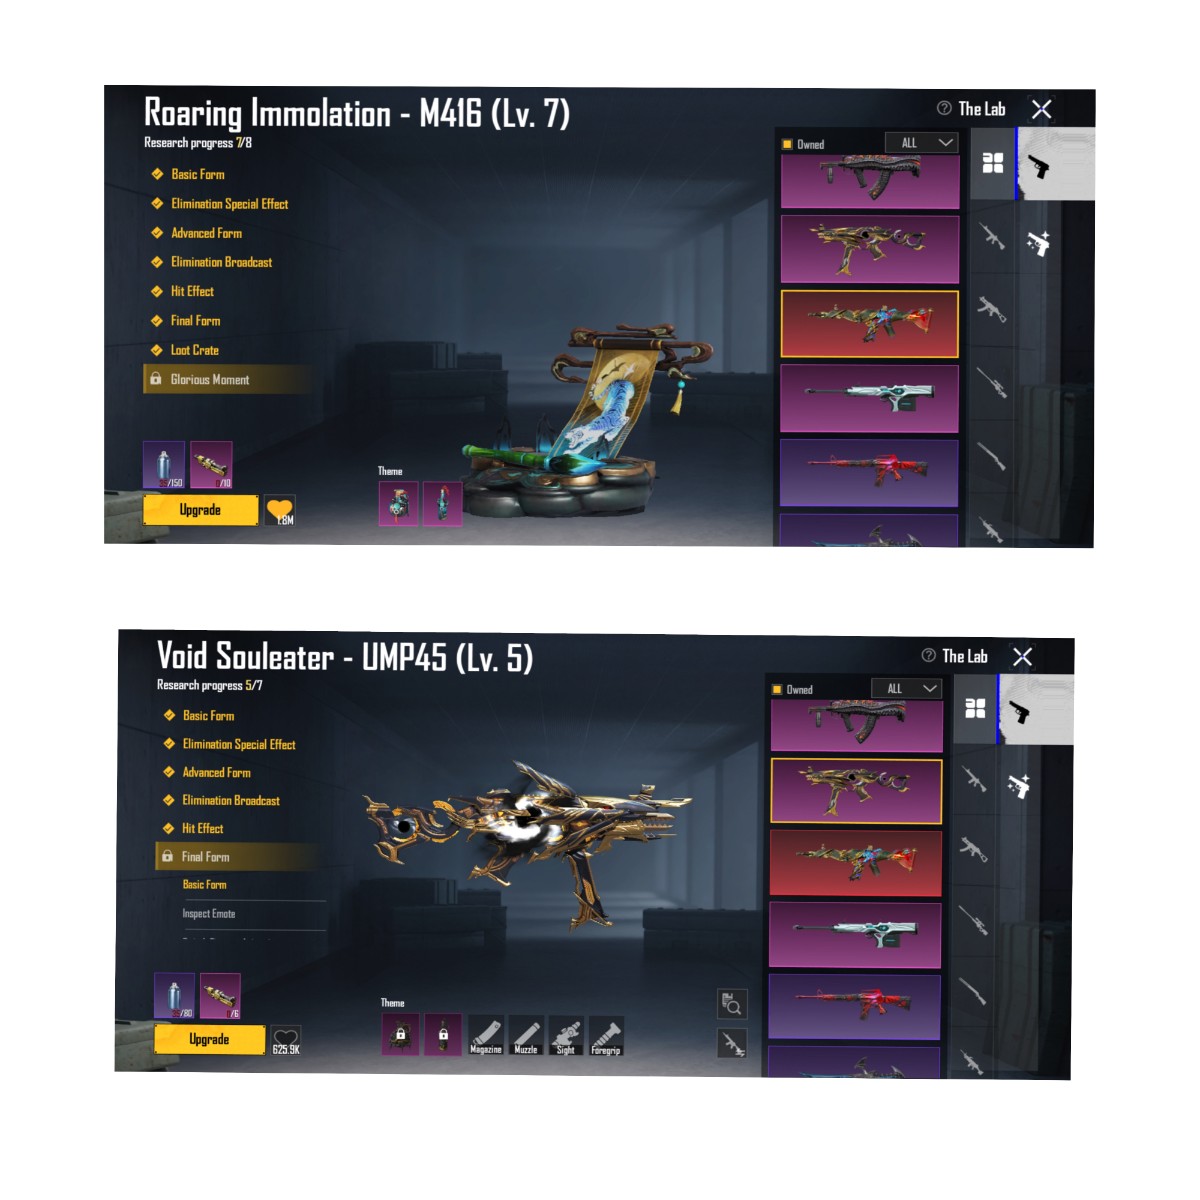 Roaring Immolation - M416 (Lv. 7)
The Lab
Research progress 7/8
Owned
ALL
Basic Form
Elimination Special Effect
Advanced Form
Elimination Broadcast
Hit Effect
Final Form
Loot Crate
Glorious Moment
/150
0/10
Theme
Upgrade
1.8M
Void Souleater - UMP45 (Lv. 5)
The Lab
Research progress 5/7
Owned
ALL
Basic Form
Elimination Special Effect
Advanced Form
Elimination Broadcast
Hit Effect
Final Form
Basic Form
Inspect Emote
/80
0/6
Theme
Upgrade
625.9K
Magazine
Muzzle
Sight
Foregrip